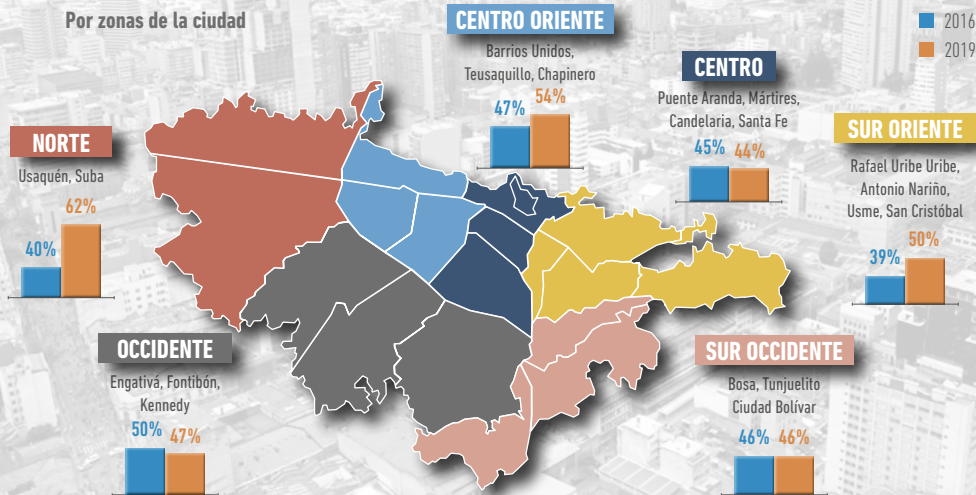 Por zonas de la ciudad
2016
2019
CENTRO ORIENTE
Barrios Unidos,
Teusaquillo, Chapinero
47%
54%
CENTRO
Puente Aranda, Mártires,
Candelaria, Santa Fe
45%
44%
NORTE
Usaquén, Suba
40%
62%
SUR ORIENTE
Rafael Uribe Uribe,
Antonio Nariño,
Usme, San Cristóbal
39%
50%
OCCIDENTE
Engativá, Fontibón,
Kennedy
50%
47%
SUR OCCIDENTE
Bosa, Tunjuelito
Ciudad Bolívar
46%
46%